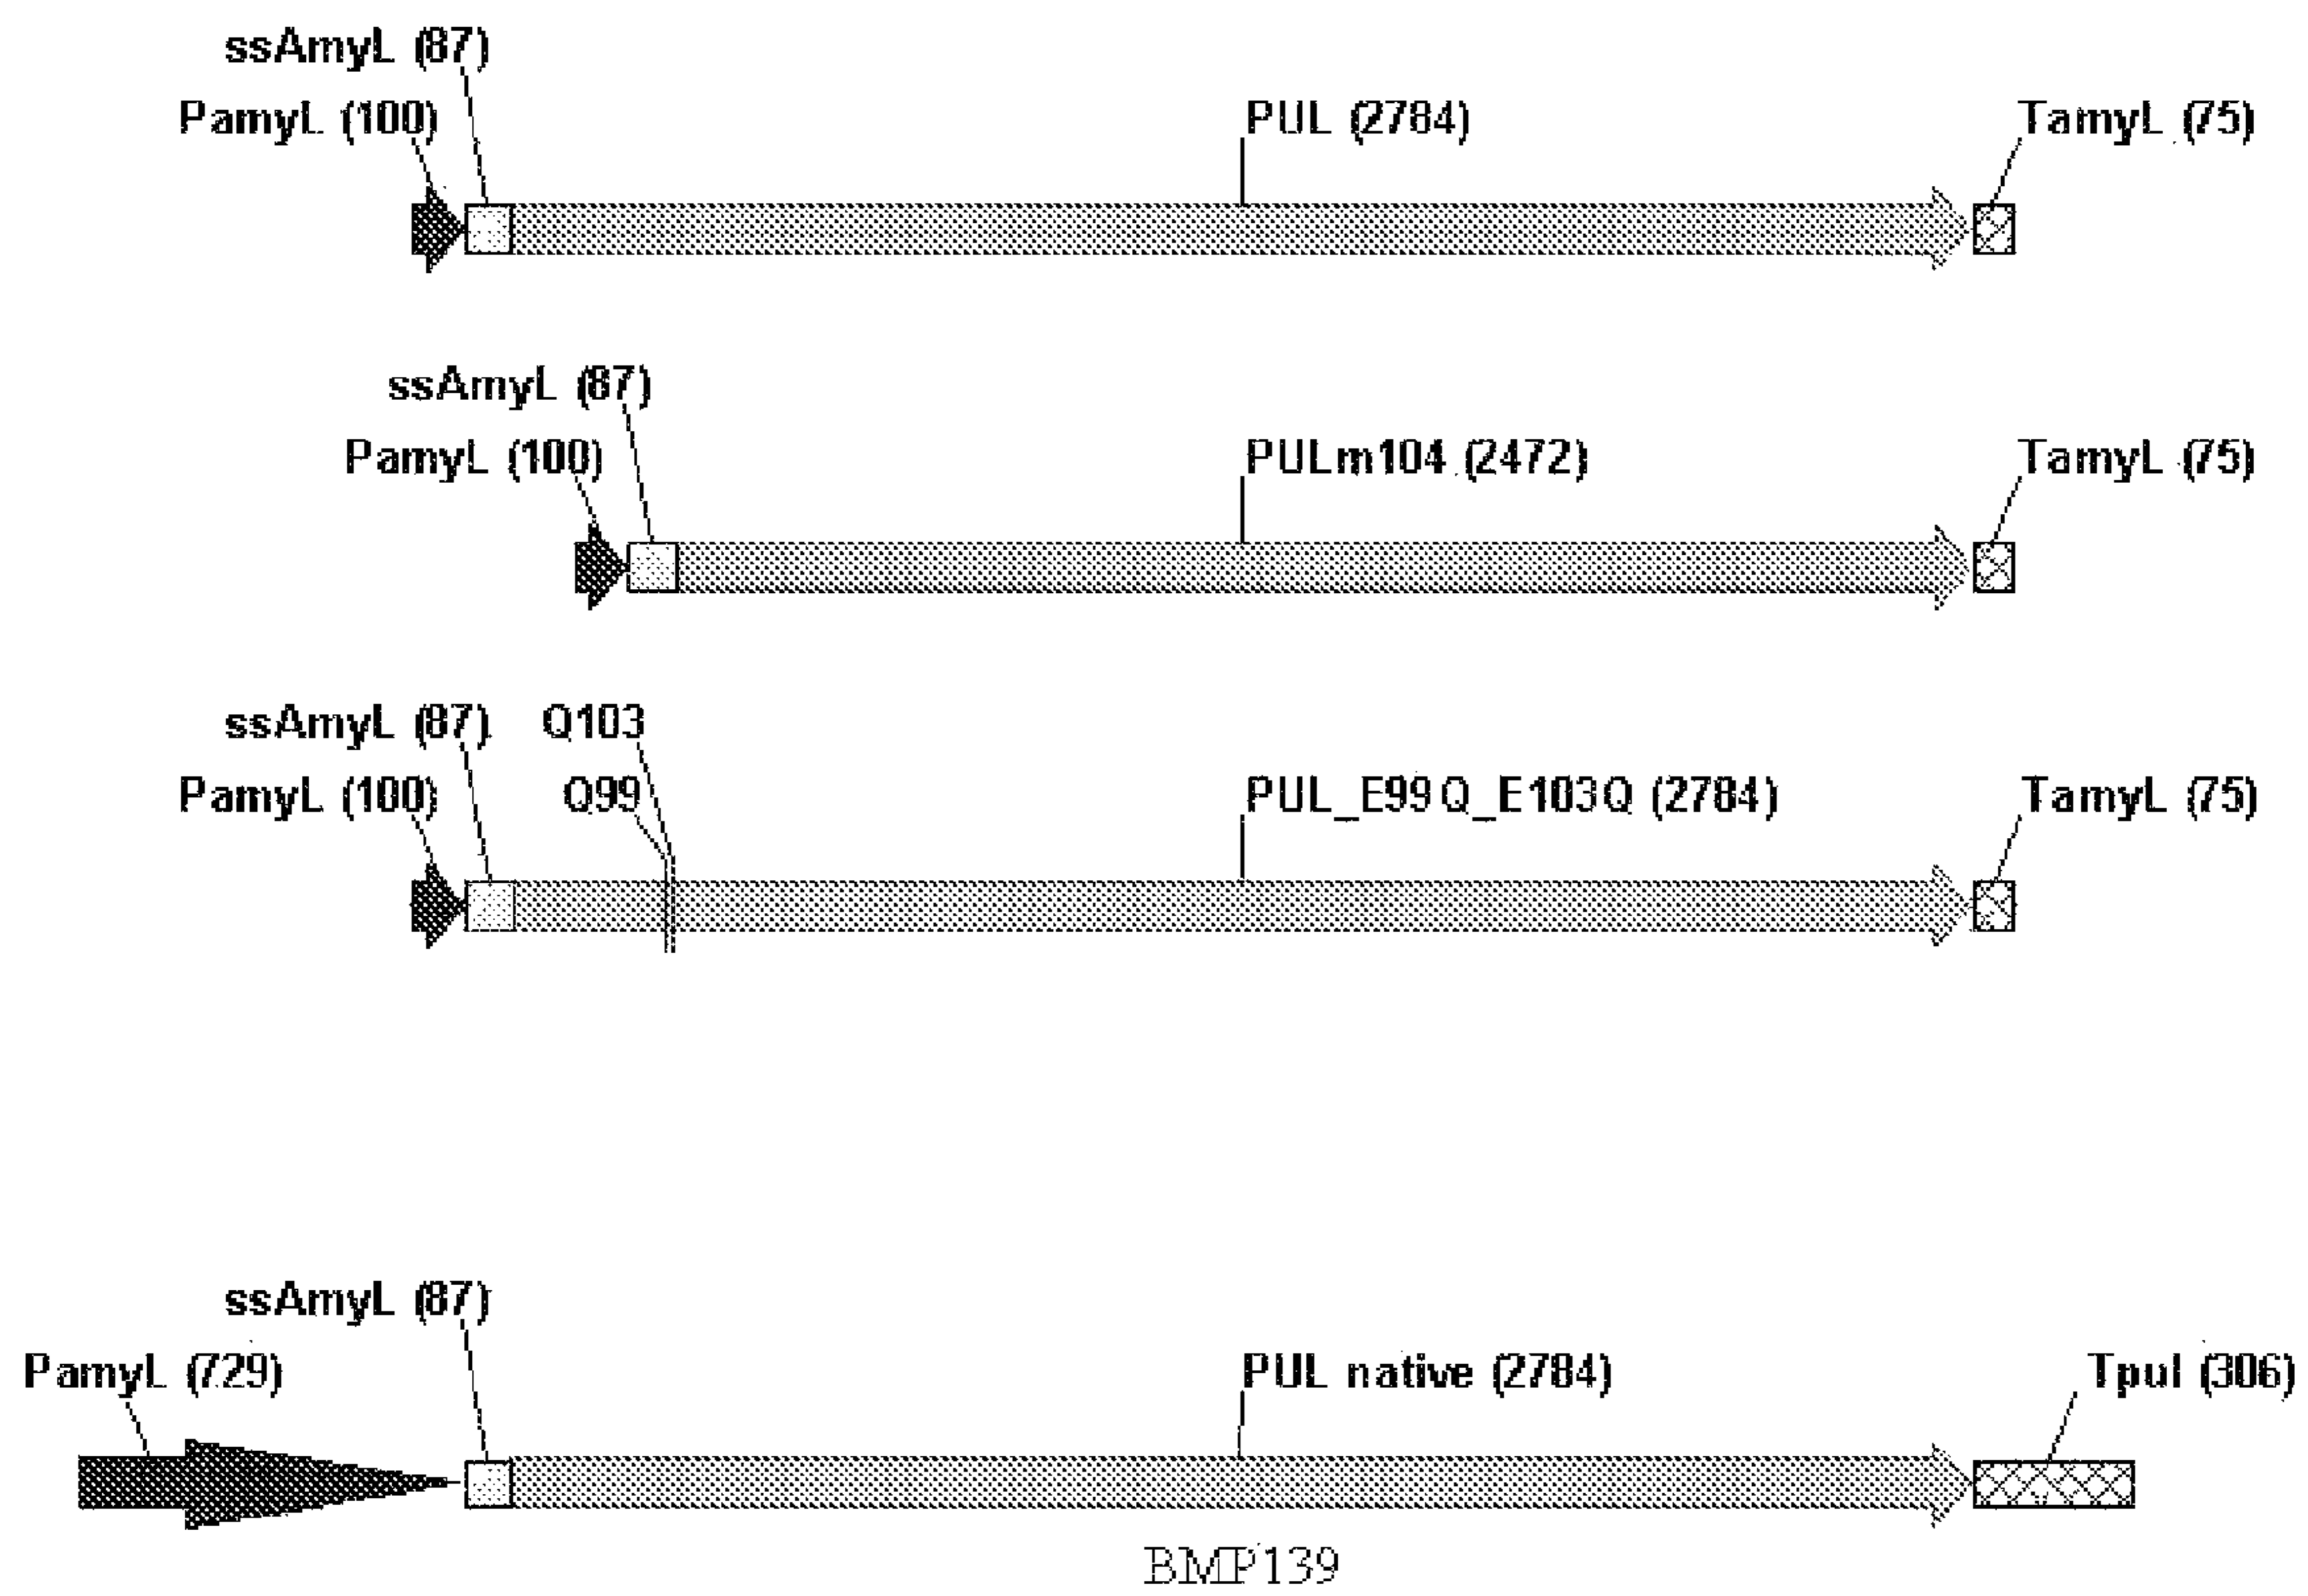 ssAmyL (87)
PamyL (100) PUL (2784) TamyL (75)
ssAmyL (87)
PamyL (100) PULm104 (2472) TamyL (75)
ssAmyL (87) Q103
PamyL (100) Q99 PUL_E99Q_E103Q (2784) TamyL (75)
ssAmyL (87)
PamyL (729) PUL native (2784) Tpul (306)
BMP139